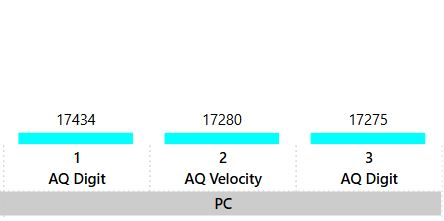 17434 17280 17275
1 2 3
AQ Digit AQ Velocity AQ Digit
PC